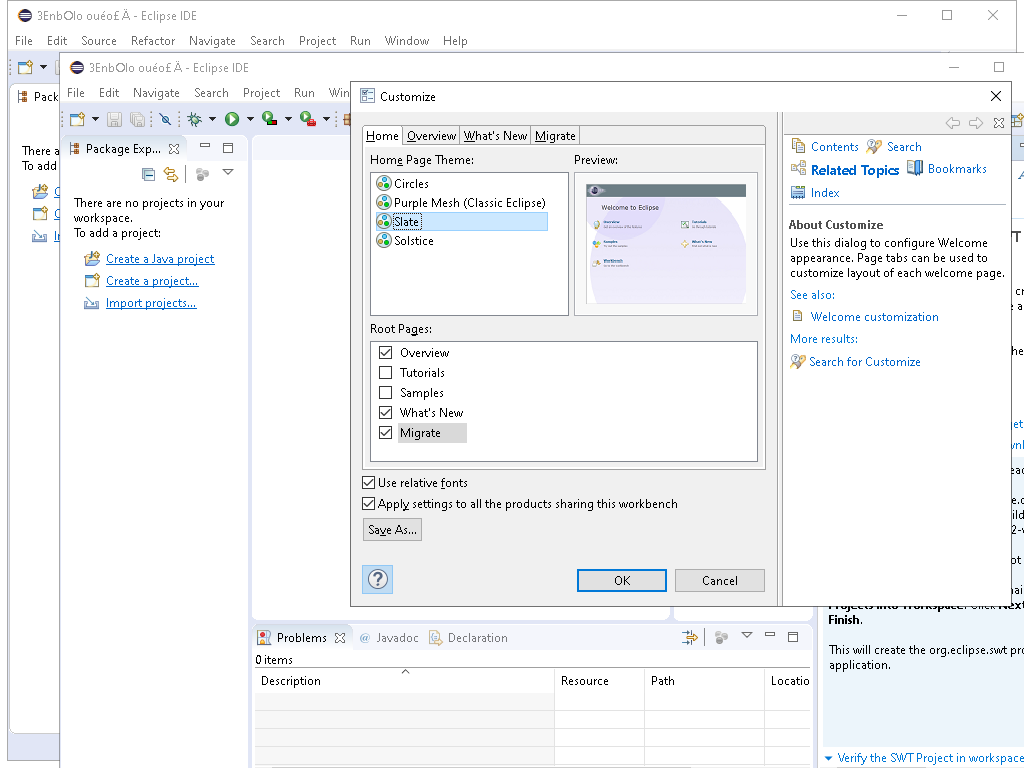 3EnbOlo ouéo£ Ä - Eclipse IDE
File Edit Source Refactor Navigate Search Project Run Window Help
3EnbOlo ouéo£ Ä - Eclipse IDE
File Edit Navigate Search Project Run
Package Exp...
There are no projects in your
workspace.
To add a project:
Create a Java project
Create a project...
Import projects...
There a
To add
Customize
Home Overview What's New Migrate
Home Page Theme:
Circles
Purple Mesh (Classic Eclipse)
Slate
Solstice
Preview:
Welcome to Eclipse
Overview
Tutorials
Samples
What's New
Workbench
Root Pages:
Overview
Tutorials
Samples
What's New
Migrate
Use relative fonts
Apply settings to all the products sharing this workbench
Save As...
?
OK Cancel
Contents Search
Related Topics Bookmarks
Index
About Customize
Use this dialog to configure Welcome
appearance. Page tabs can be used to
customize layout of each welcome page.
See also:
Welcome customization
More results:
Search for Customize
Finish.
This will create the org.eclipse.swt pro
application.
Verify the SWT Project in workspace
Problems @ Javadoc Declaration
0 items
Description Resource Path Locatio